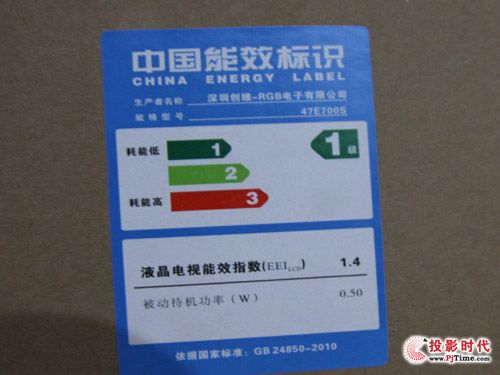 中国能效标识
CHINA ENERGY LABEL
生产者名称 深圳创维-RGB电子有限公司
规格型号 47E700S
耗能低 1 1级
2
耗能高 3
液晶电视能效指数(EEILCD) 1.4
被动待机功率（W） 0.50
依据国家标准：GB 24850-2010
投影时代
www.PjTime.com